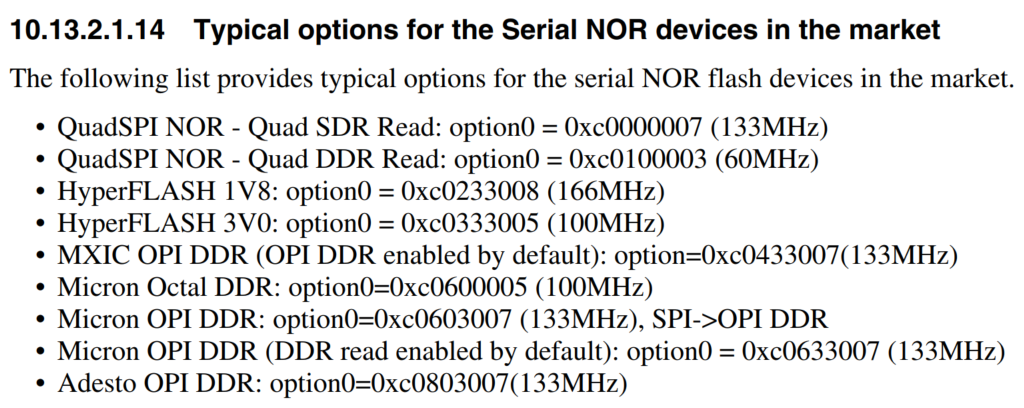 10.13.2.1.14 Typical options for the Serial NOR devices in the market
The following list provides typical options for the serial NOR flash devices in the market.
• QuadSPI NOR - Quad SDR Read: option0 = 0xc0000007 (133MHz)
• QuadSPI NOR - Quad DDR Read: option0 = 0xc0100003 (60MHz)
• HyperFLASH 1V8: option0 = 0xc0233008 (166MHz)
• HyperFLASH 3V0: option0 = 0xc0333005 (100MHz)
• MXIC OPI DDR (OPI DDR enabled by default): option=0xc0433007(133MHz)
• Micron Octal DDR: option0=0xc0600005 (100MHz)
• Micron OPI DDR: option0=0xc0603007 (133MHz), SPI->OPI DDR
• Micron OPI DDR (DDR read enabled by default): option0 = 0xc0633007 (133MHz)
• Adesto OPI DDR: option0=0xc0803007(133MHz)